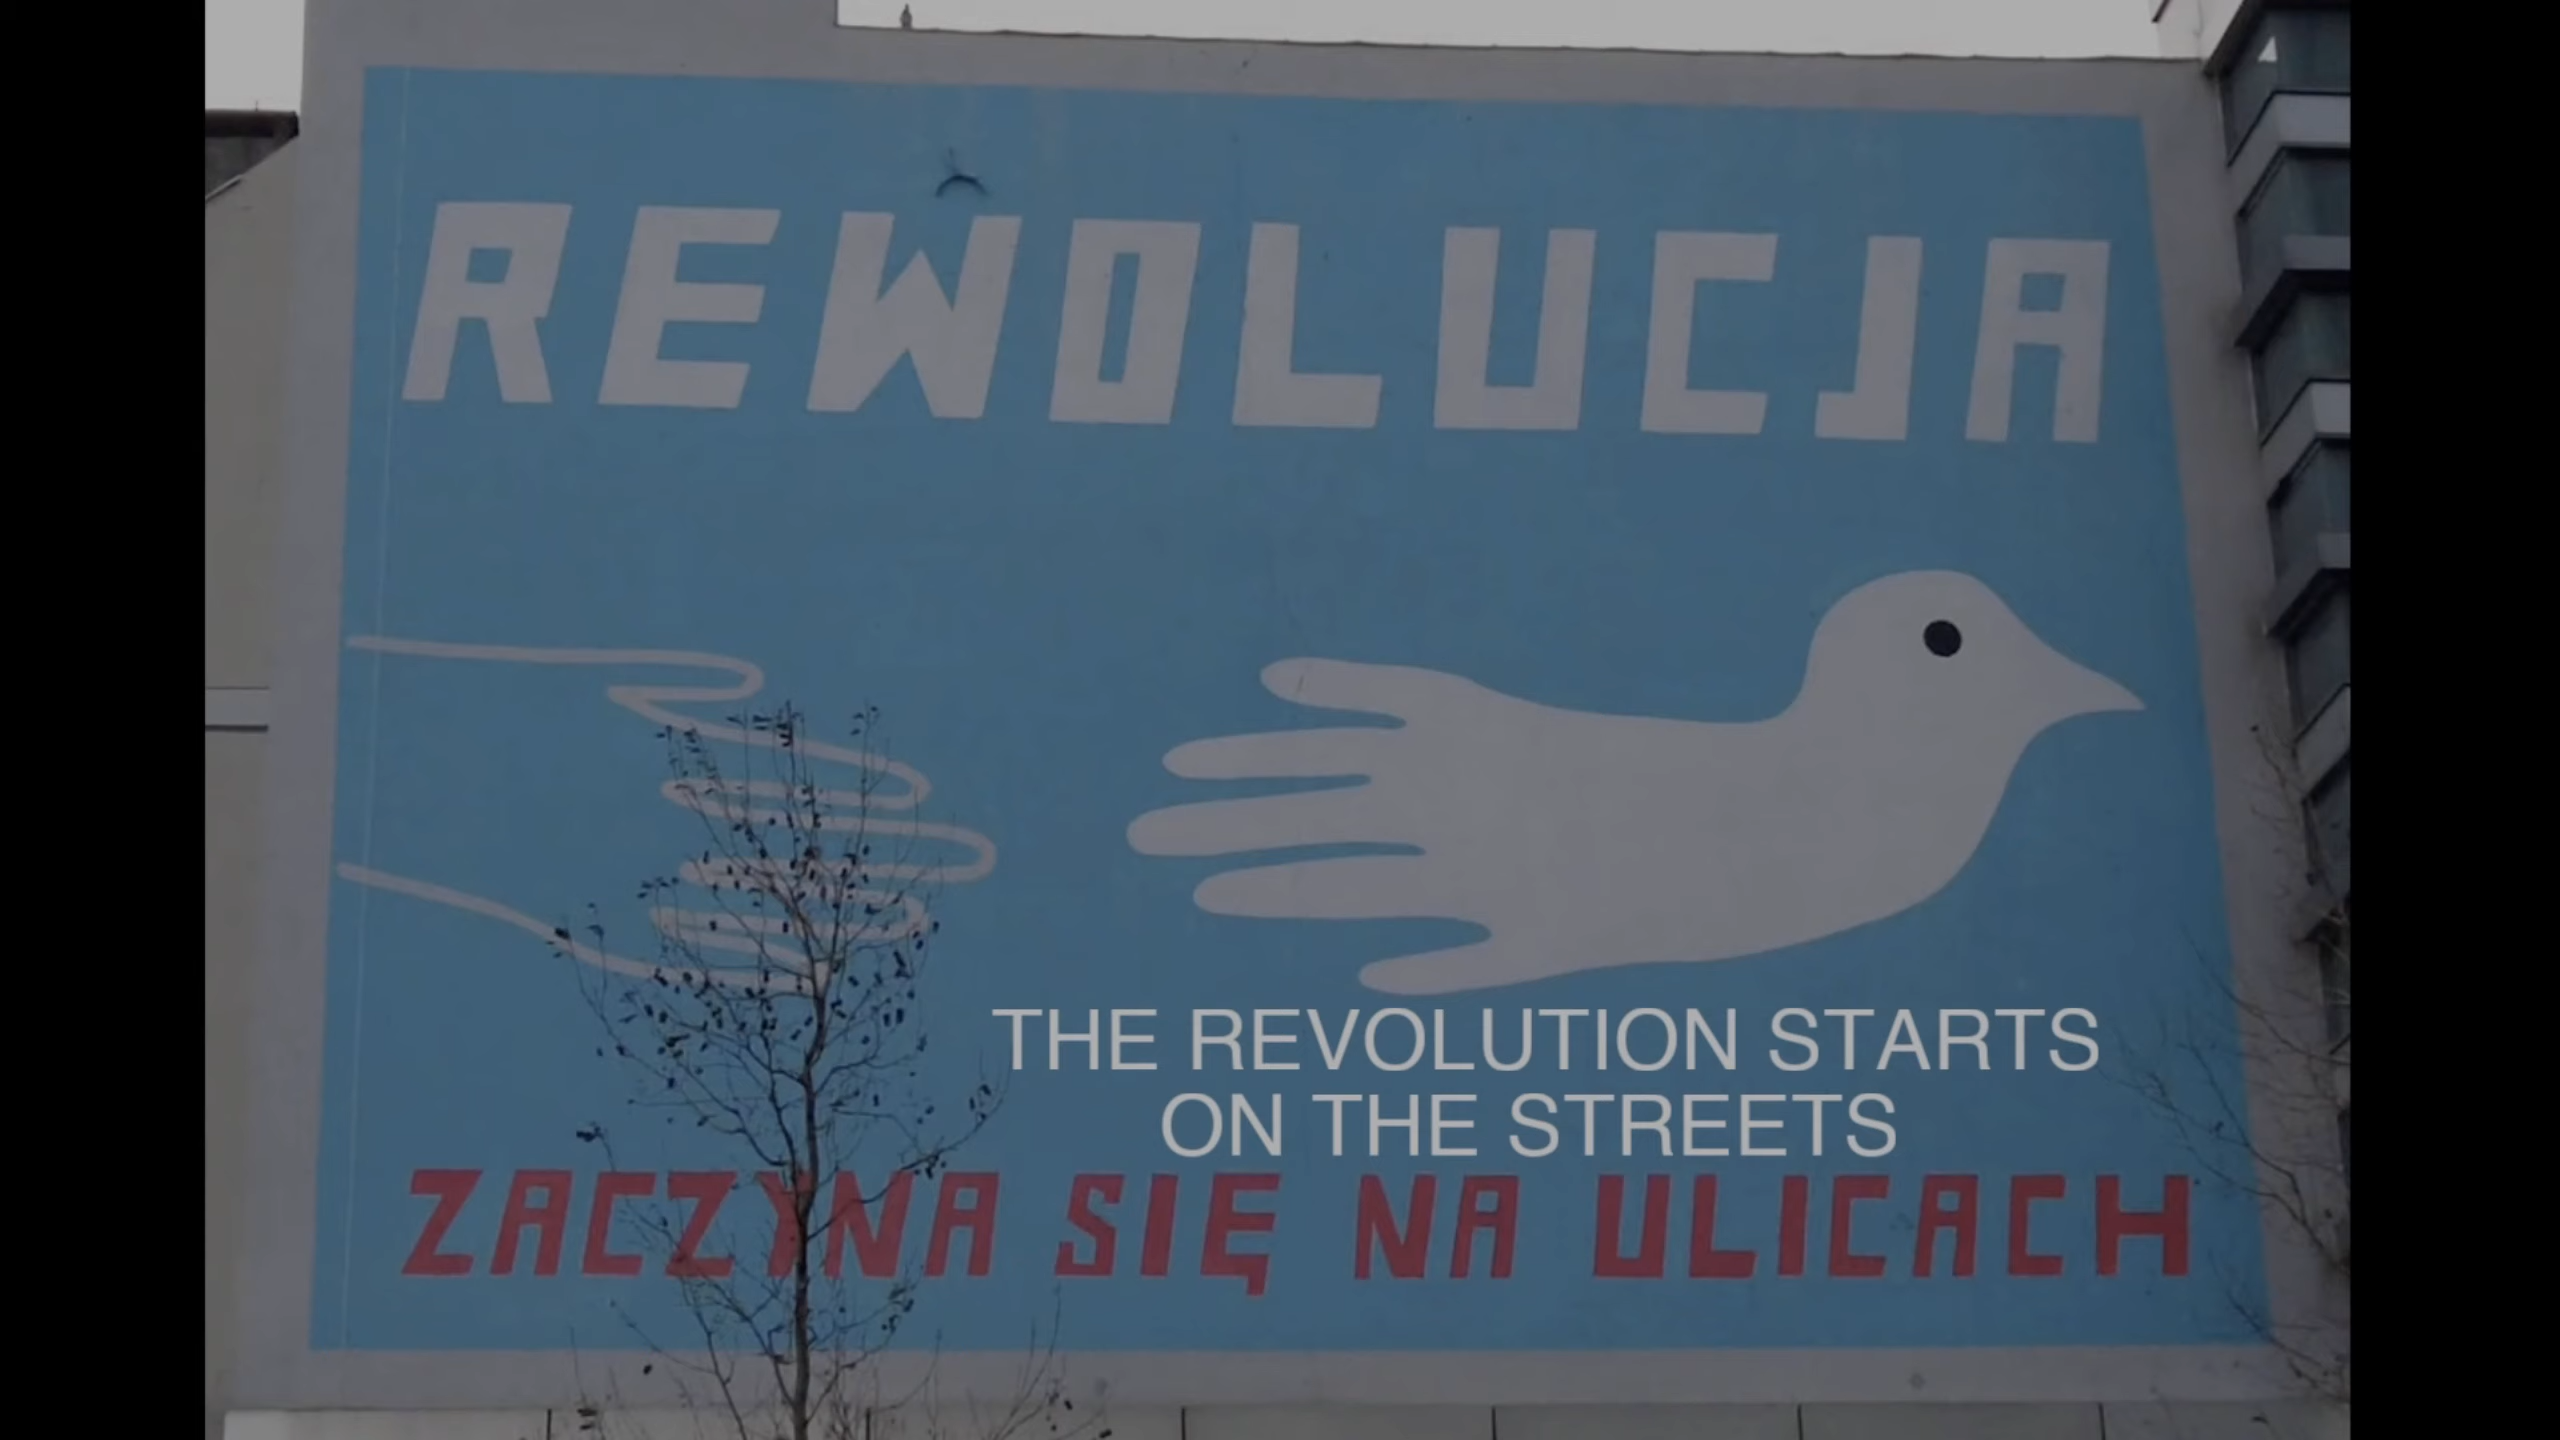 REWOLUCJA
THE REVOLUTION STARTS
ON THE STREETS
ZACZYNA SIĘ NA ULICACH